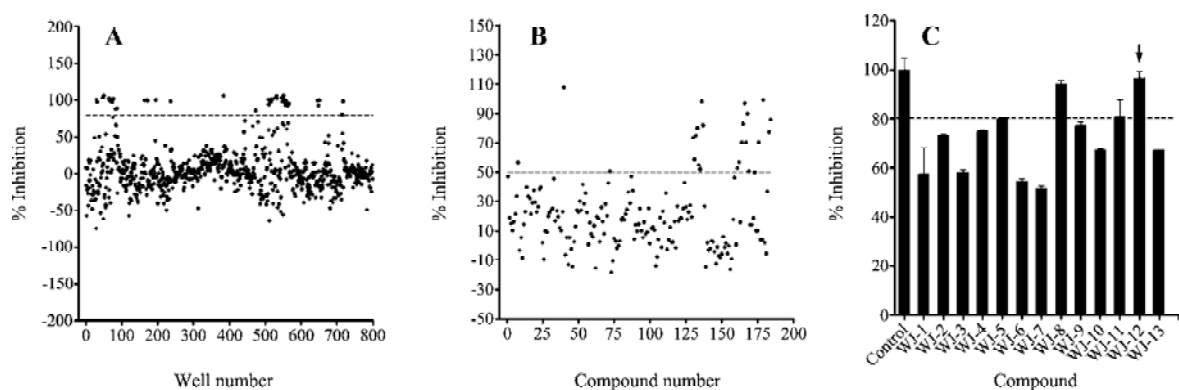 A
% Inhibition
200
150
100
50
0
-50
-100
-150
-200
0 100 200 300 400 500 600 700 800
Well number
B
% Inhibition
150
130
110
90
70
50
30
10
-10
-30
-50
0 25 50 75 100 125 150 175 200
Compound number
C
% Inhibition
120
100
80
60
40
20
0
Control WJ-1 WJ-2 WJ-3 WJ-4 WJ-5 WJ-6 WJ-7 WJ-8 WJ-9 WJ-10 WJ-11 WJ-12 WJ-13
Compound